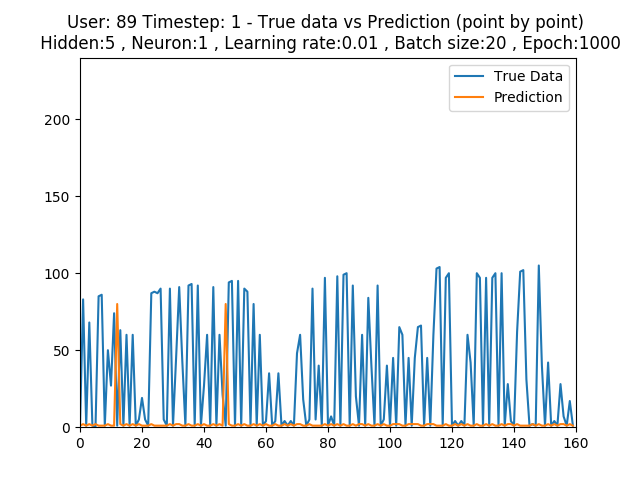 User: 89 Timestep: 1 - True data vs Prediction (point by point)
Hidden:5 , Neuron:1 , Learning rate:0.01 , Batch size:20 , Epoch:1000
True Data
Prediction
200
150
100
50
0
0 20 40 60 80 100 120 140 160